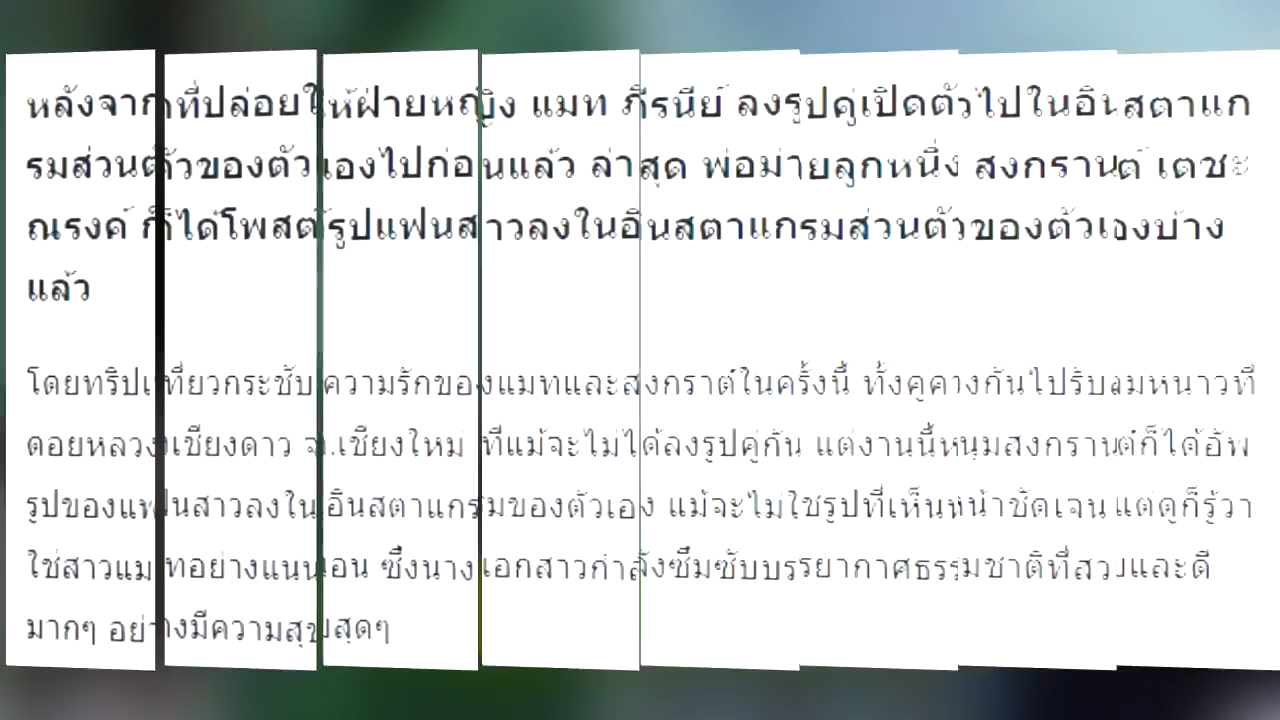 หลังจากที่ปล่อยให้ฝ่ายหญิง แมท ภีรนีย์ ลงรูปคู่เปิดตัวไปในอินสตาแก
รมส่วนตัวของตัวเองไปก่อนแล้ว ล่าสุด พ่อม่ายลูกหนึ่ง สงกรานต์ เตชะ
ณรงค์ ก็ได้โพสต์รูปแฟนสาวลงในอินสตาแกรมส่วนตัวของตัวเองบ้าง
แล้ว
โดยทริปเที่ยวกระชับความรักของแมทและสงกราต์ในครั้งนี้ ทั้งคู่ควงกันไปรับลมหนาวที่
ดอยหลวงเชียงดาว จ.เชียงใหม่ ที่แม้จะไม่ได้ลงรูปคู่กัน แต่งานนี้หนุ่มสงกรานต์ก็ได้อัพ
รูปของแฟนสาวลงในอินสตาแกรมของตัวเอง แม้จะไม่ใช่รูปที่เห็นหน้าชัดเจน แต่ดูก็รู้ว่า
ใช่สาวแมทอย่างแน่นอน ซึ่งนางเอกสาวกำลังซึมซับบรรยากาศธรรมชาติที่สวยและดี
มากๆ อย่างมีความสุขสุดๆ